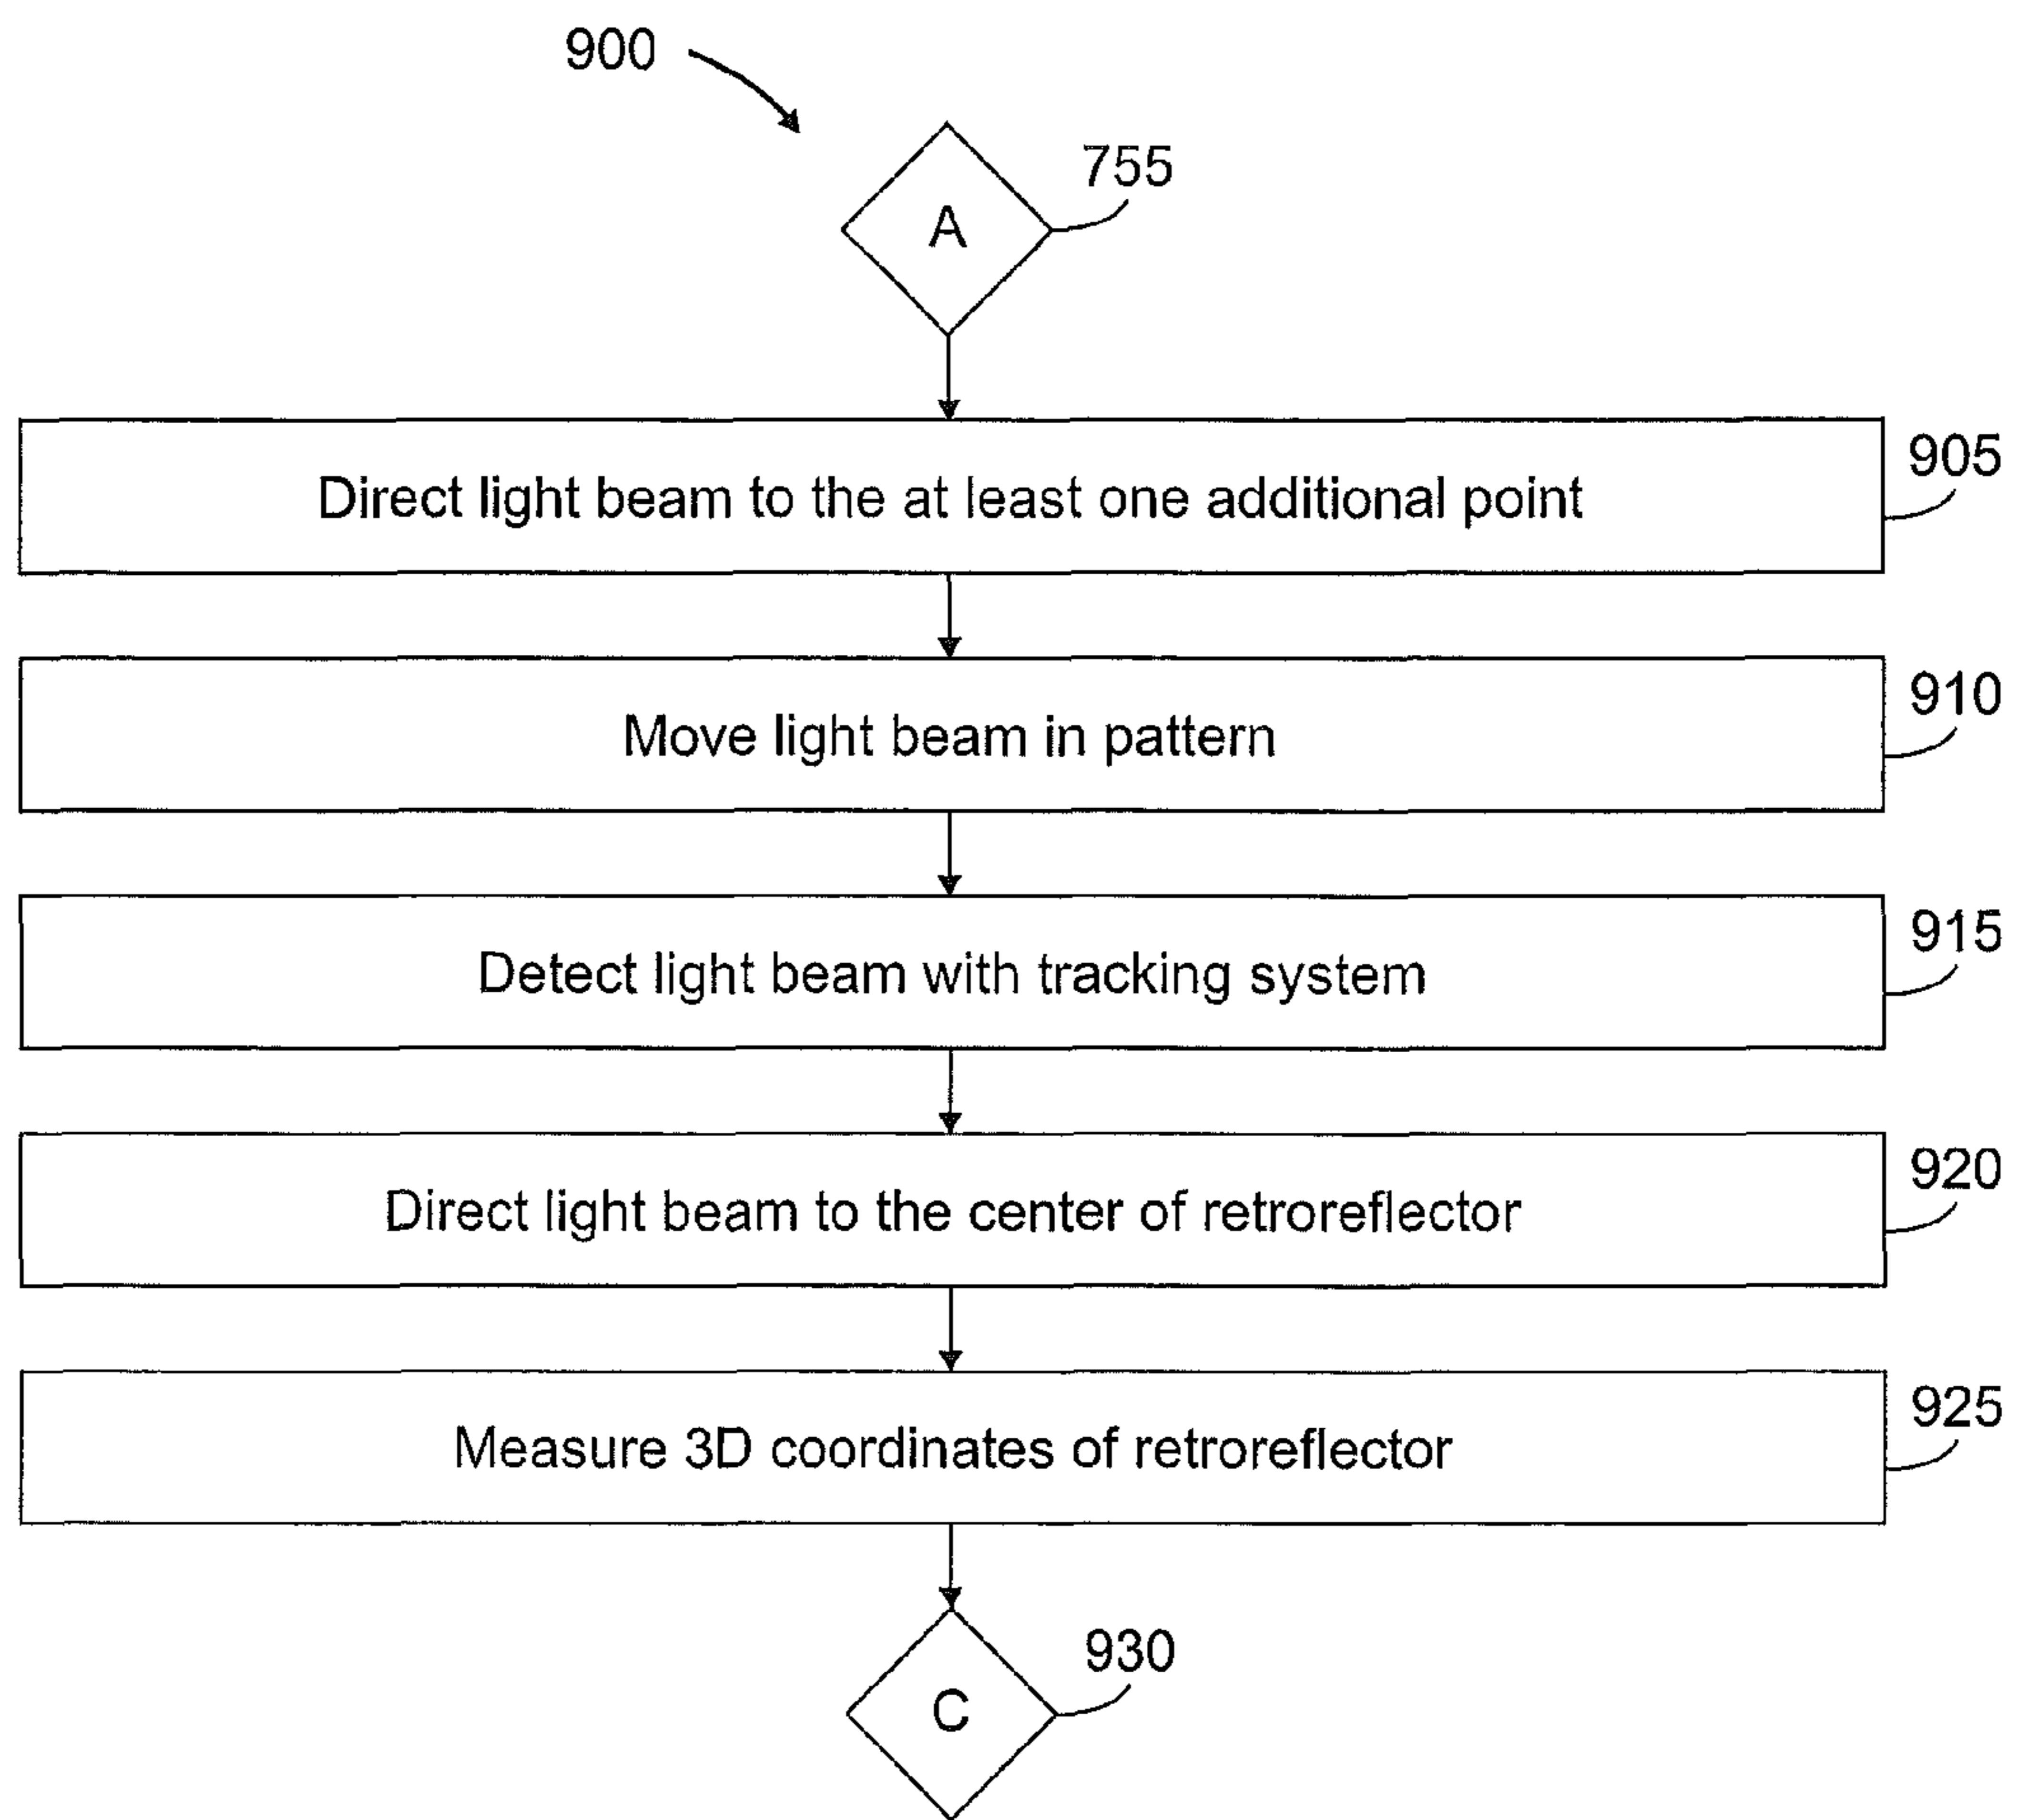 900
755
A
905
Direct light beam to the at least one additional point
910
Move light beam in pattern
915
Detect light beam with tracking system
920
Direct light beam to the center of retroreflector
925
Measure 3D coordinates of retroreflector
930
C